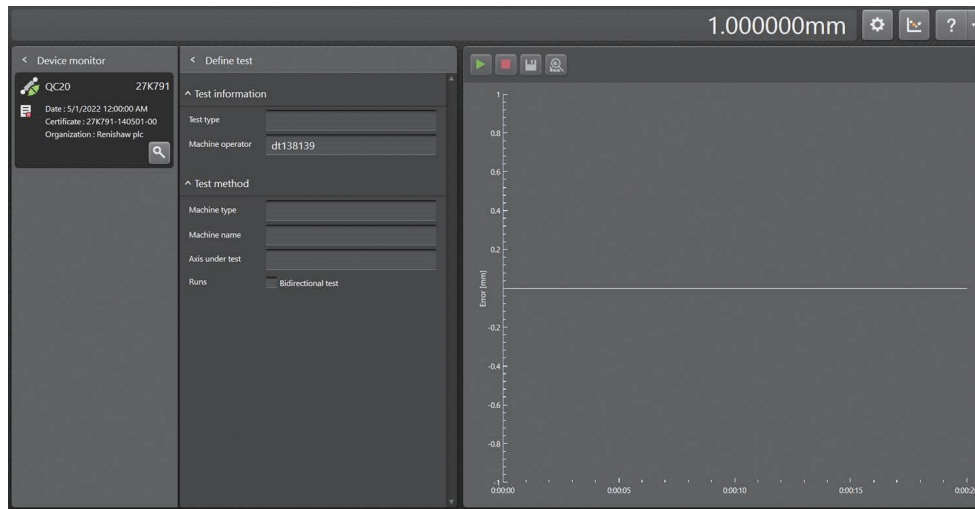 1.000000mm
?
Device monitor
QC20 27K791
Date : 5/1/2022 12:00:00 AM
Certificate : 27K791-140501-00
Organization : Renishaw plc
Define test
Test information
Test type
Machine operator dt138139
Test method
Machine type
Machine name
Axis under test
Runs Bidirectional test
Error [mm]
1
0.8
0.6
0.4
0.2
-0.2
-0.4
-0.6
-0.8
-1
0:00:00 0:00:05 0:00:10 0:00:15